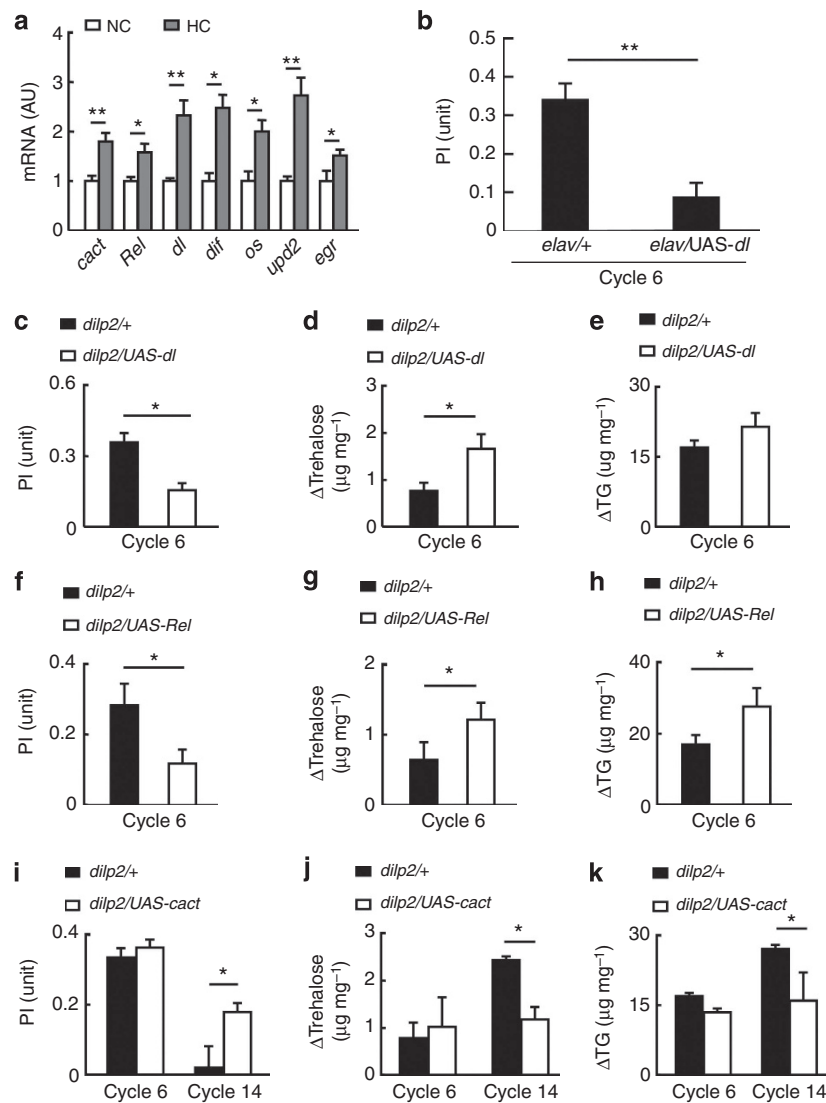 a
NC HC
4
3
2
1
0
mRNA (AU)
** * ** * * ** *
cact Rel dl dif os upd2 egr
b
**
0.5
0.4
0.3
0.2
0.1
0
PI (unit)
elav/+ elav/UAS-dl
Cycle 6
c
dilp2/+
dilp2/UAS-dl
0.6
0.3
0
PI (unit)
*
Cycle 6
d
dilp2/+
dilp2/UAS-dl
3
2
1
0
ΔTrehalose
(μg mg⁻¹)
*
Cycle 6
e
dilp2/+
dilp2/UAS-dl
30
15
0
ΔTG (ug mg⁻¹)
Cycle 6
f
dilp2/+
dilp2/UAS-Rel
0.4
0.2
0
PI (unit)
*
Cycle 6
g
dilp2/+
dilp2/UAS-Rel
2
1
0
ΔTrehalose
(μg mg⁻¹)
*
Cycle 6
h
dilp2/+
dilp2/UAS-Rel
40
20
0
ΔTG (μg mg⁻¹)
*
Cycle 6
i
dilp2/+
dilp2/UAS-cact
0.4
0.2
0
PI (unit)
*
Cycle 6 Cycle 14
j
dilp2/+
dilp2/UAS-cact
3
2
1
0
ΔTrehalose
(μg mg⁻¹)
*
Cycle 6 Cycle 14
k
dilp2/+
dilp2/UAS-cact
30
15
0
ΔTG (μg mg⁻¹)
*
Cycle 6 Cycle 14